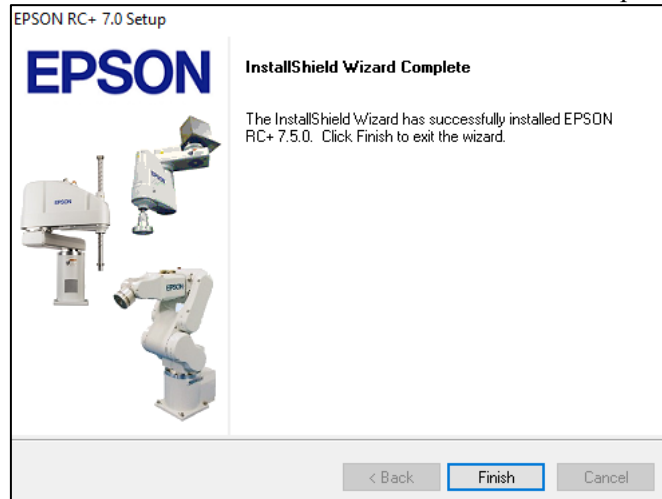 EPSON RC+ 7.0 Setup
EPSON
InstallShield Wizard Complete
The InstallShield Wizard has successfully installed EPSON
RC+ 7.5.0. Click Finish to exit the wizard.
EPSON
EPSON
EPSON
< Back
Finish
Cancel